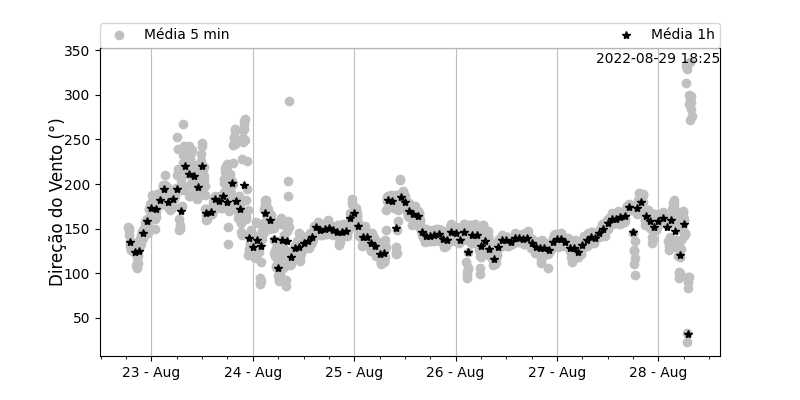 Média 5 min
Média 1h
2022-08-29 18:25
Direção do Vento (°)
350
300
250
200
150
100
50
23 - Aug
24 - Aug
25 - Aug
26 - Aug
27 - Aug
28 - Aug